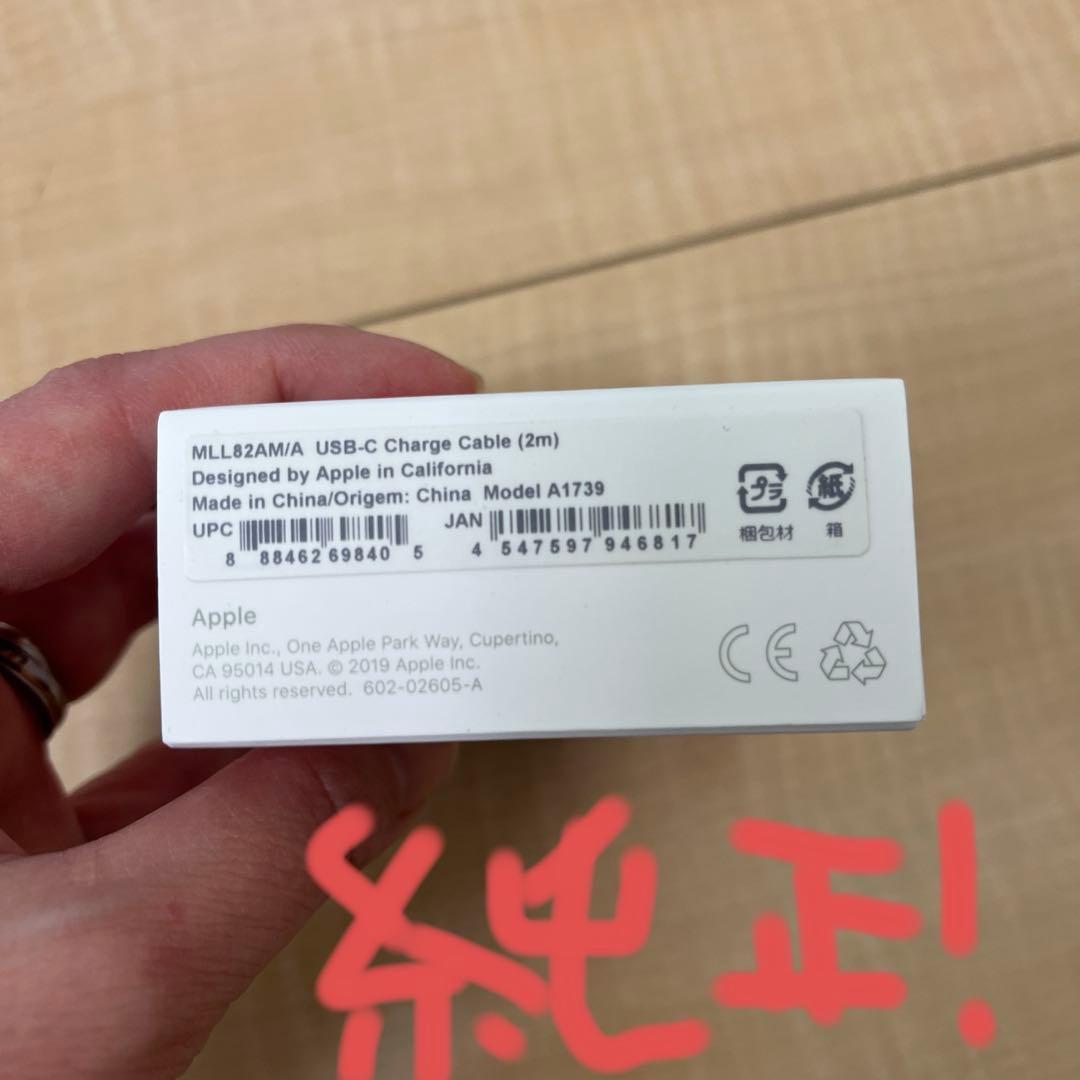 MLL82AM/A USB-C Charge Cable (2m)
Designed by Apple in California
Made in China/Origem: China Model A1739
UPC
8 88462 69840 5
JAN
4 547597 946817
プラ
梱包材
紙
箱
Apple
Apple Inc., One Apple Park Way, Cupertino,
CA 95014 USA. © 2019 Apple Inc.
All rights reserved. 602-02605-A
CE
純正!